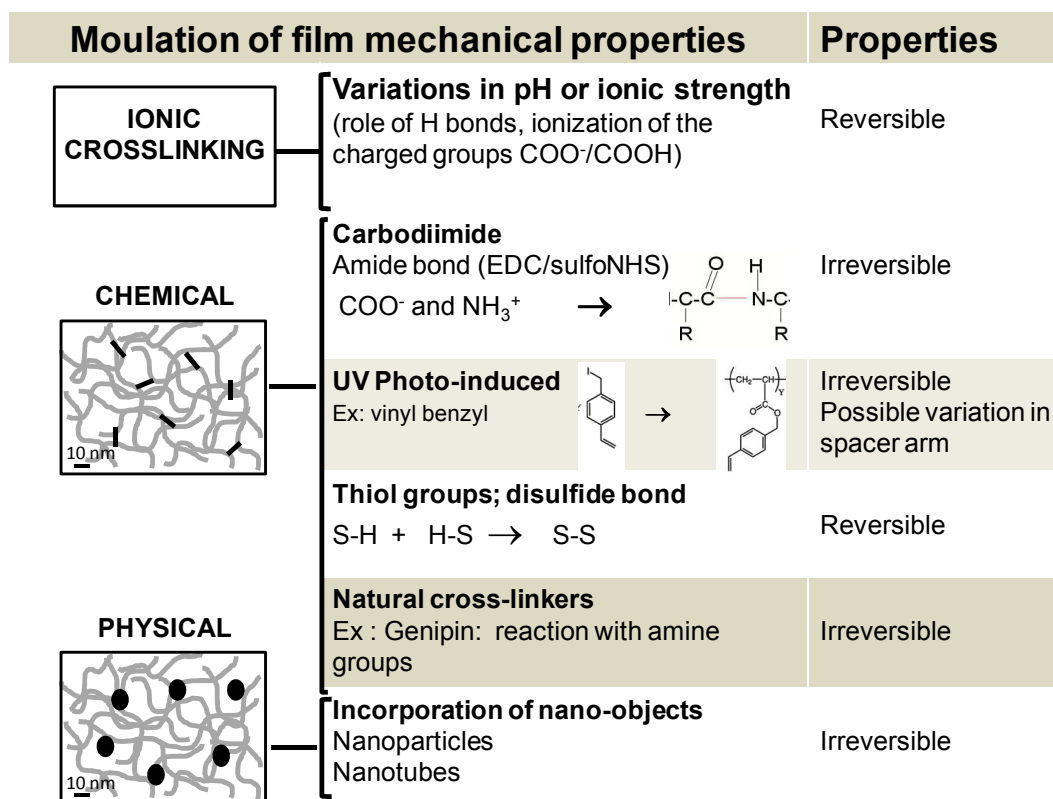 Moulation of film mechanical properties
Properties
IONIC
CROSSLINKING
Variations in pH or ionic strength
(role of H bonds, ionization of the
charged groups COO⁻/COOH)
Reversible
CHEMICAL
10 nm
Carbodiimide
Amide bond (EDC/sulfoNHS)
COO⁻ and NH₃⁺ →
O H
-C-C-N-C-
R R
Irreversible
UV Photo-induced
Ex: vinyl benzyl
I
→
(CH₂-CH)Y
O
O
Irreversible
Possible variation in
spacer arm
Thiol groups; disulfide bond
S-H + H-S → S-S
Reversible
Natural cross-linkers
Ex : Genipin: reaction with amine
groups
Irreversible
PHYSICAL
10 nm
Incorporation of nano-objects
Nanoparticles
Nanotubes
Irreversible